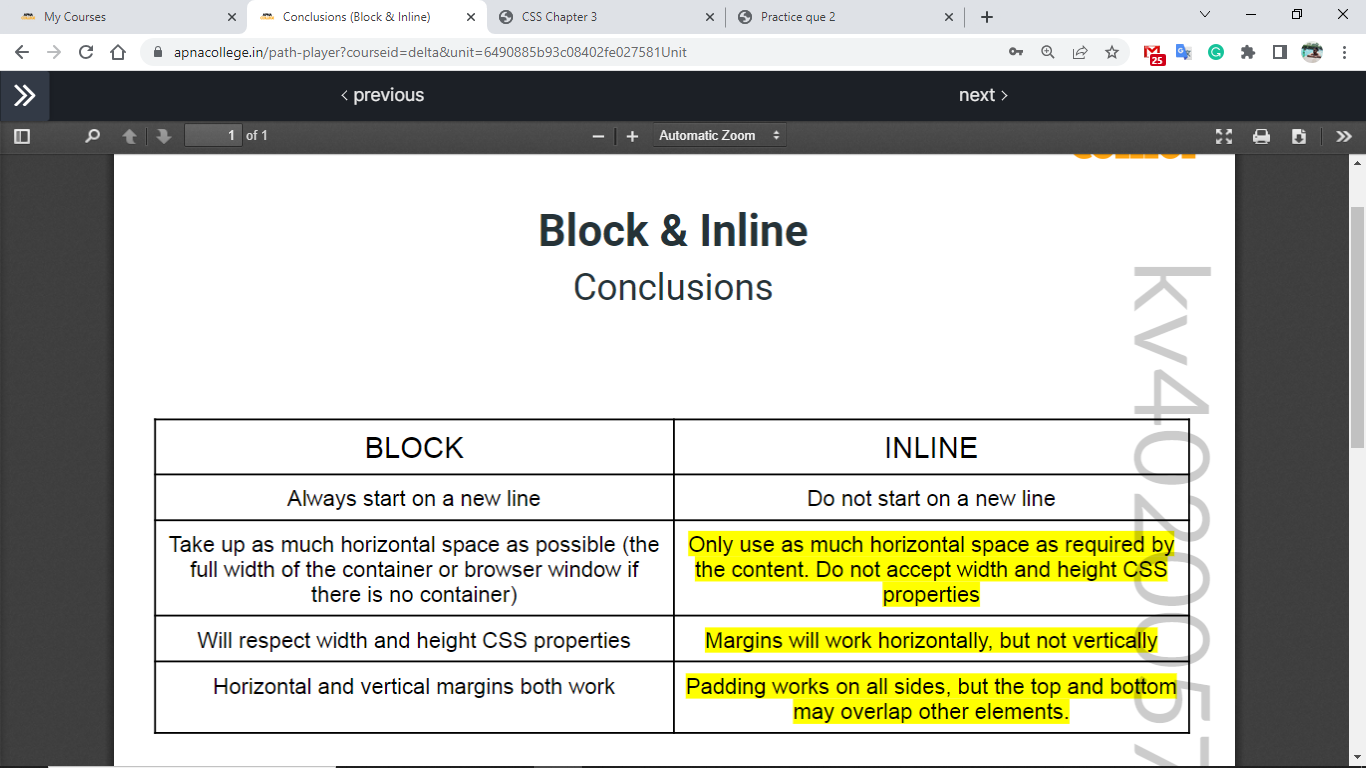 My Courses
Conclusions (Block & Inline)
CSS Chapter 3
Practice que 2
apnacollege.in/path-player?courseid=delta&unit=6490885b93c08402fe027581Unit
25
‹ previous
next ›
1 of 1
Automatic Zoom
Block & Inline
Conclusions
BLOCK
INLINE
Always start on a new line
Do not start on a new line
Take up as much horizontal space as possible (the
full width of the container or browser window if
there is no container)
Only use as much horizontal space as required by
the content. Do not accept width and height CSS
properties
Will respect width and height CSS properties
Margins will work horizontally, but not vertically
Horizontal and vertical margins both work
Padding works on all sides, but the top and bottom
may overlap other elements.
kv4020057